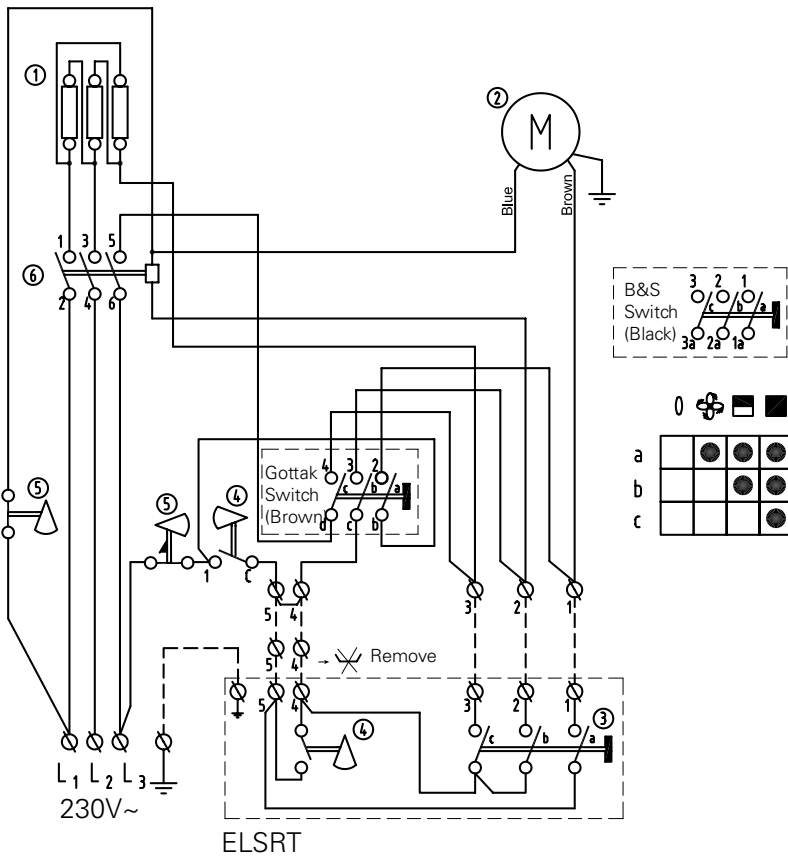 ①
②
M
Blue
Brown
1 3 5
⑥
2 4 6
B&S
Switch
(Black)
3 2 1
c b a
3a 2a 1a
0
a
b
c
Gottak
Switch
(Brown)
4 3 2
c b a
d c b
⑤
⑤
④
1 C
5 4 3 2 1
5 4
→ Remove
5 4 3 2 1
④
③
c b a
L1 L2 L3
230V~
ELSRT